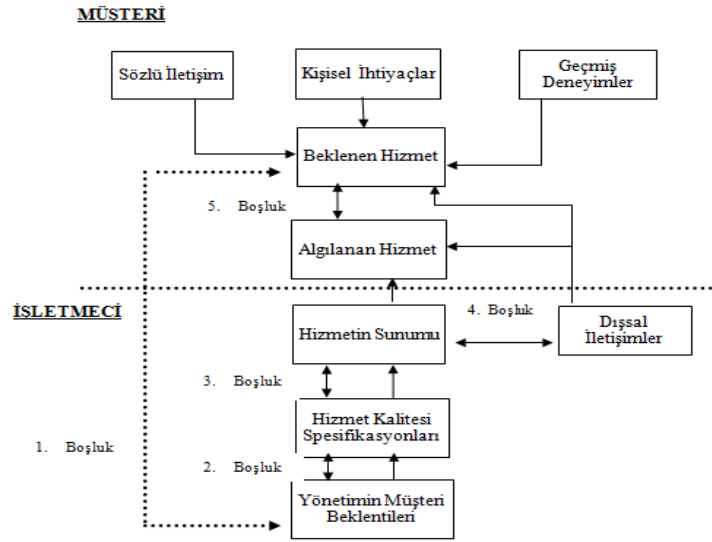 MÜŞTERİ
Sözlü İletişim
Kişisel İhtiyaçlar
Geçmiş
Deneyimler
Beklenen Hizmet
5. Boşluk
Algılanan Hizmet
İŞLETMECİ
4. Boşluk
Hizmetin Sunumu
Dışsal
İletişimler
3. Boşluk
Hizmet Kalitesi
Spesifikasyonları
1. Boşluk
2. Boşluk
Yönetimin Müşteri
Beklentileri